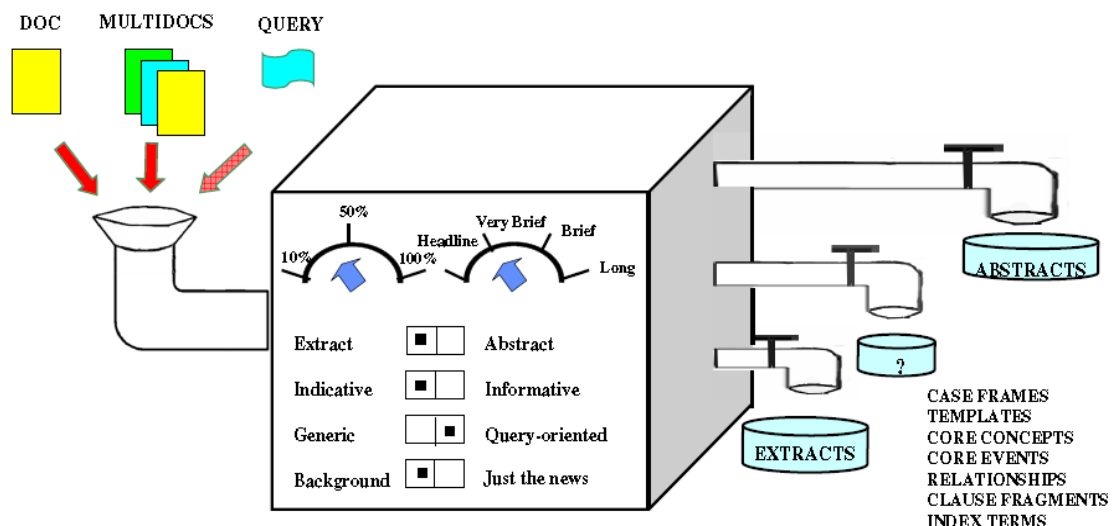 DOC
MULTIDOCS
QUERY
50%
10%
100%
Headline
Very Brief
Brief
Long
Extract
Abstract
Indicative
Informative
Generic
Query-oriented
Background
Just the news
ABSTRACTS
?
EXTRACTS
CASE FRAMES
TEMPLATES
CORE CONCEPTS
CORE EVENTS
RELATIONSHIPS
CLAUSE FRAGMENTS
INDEX TERMS